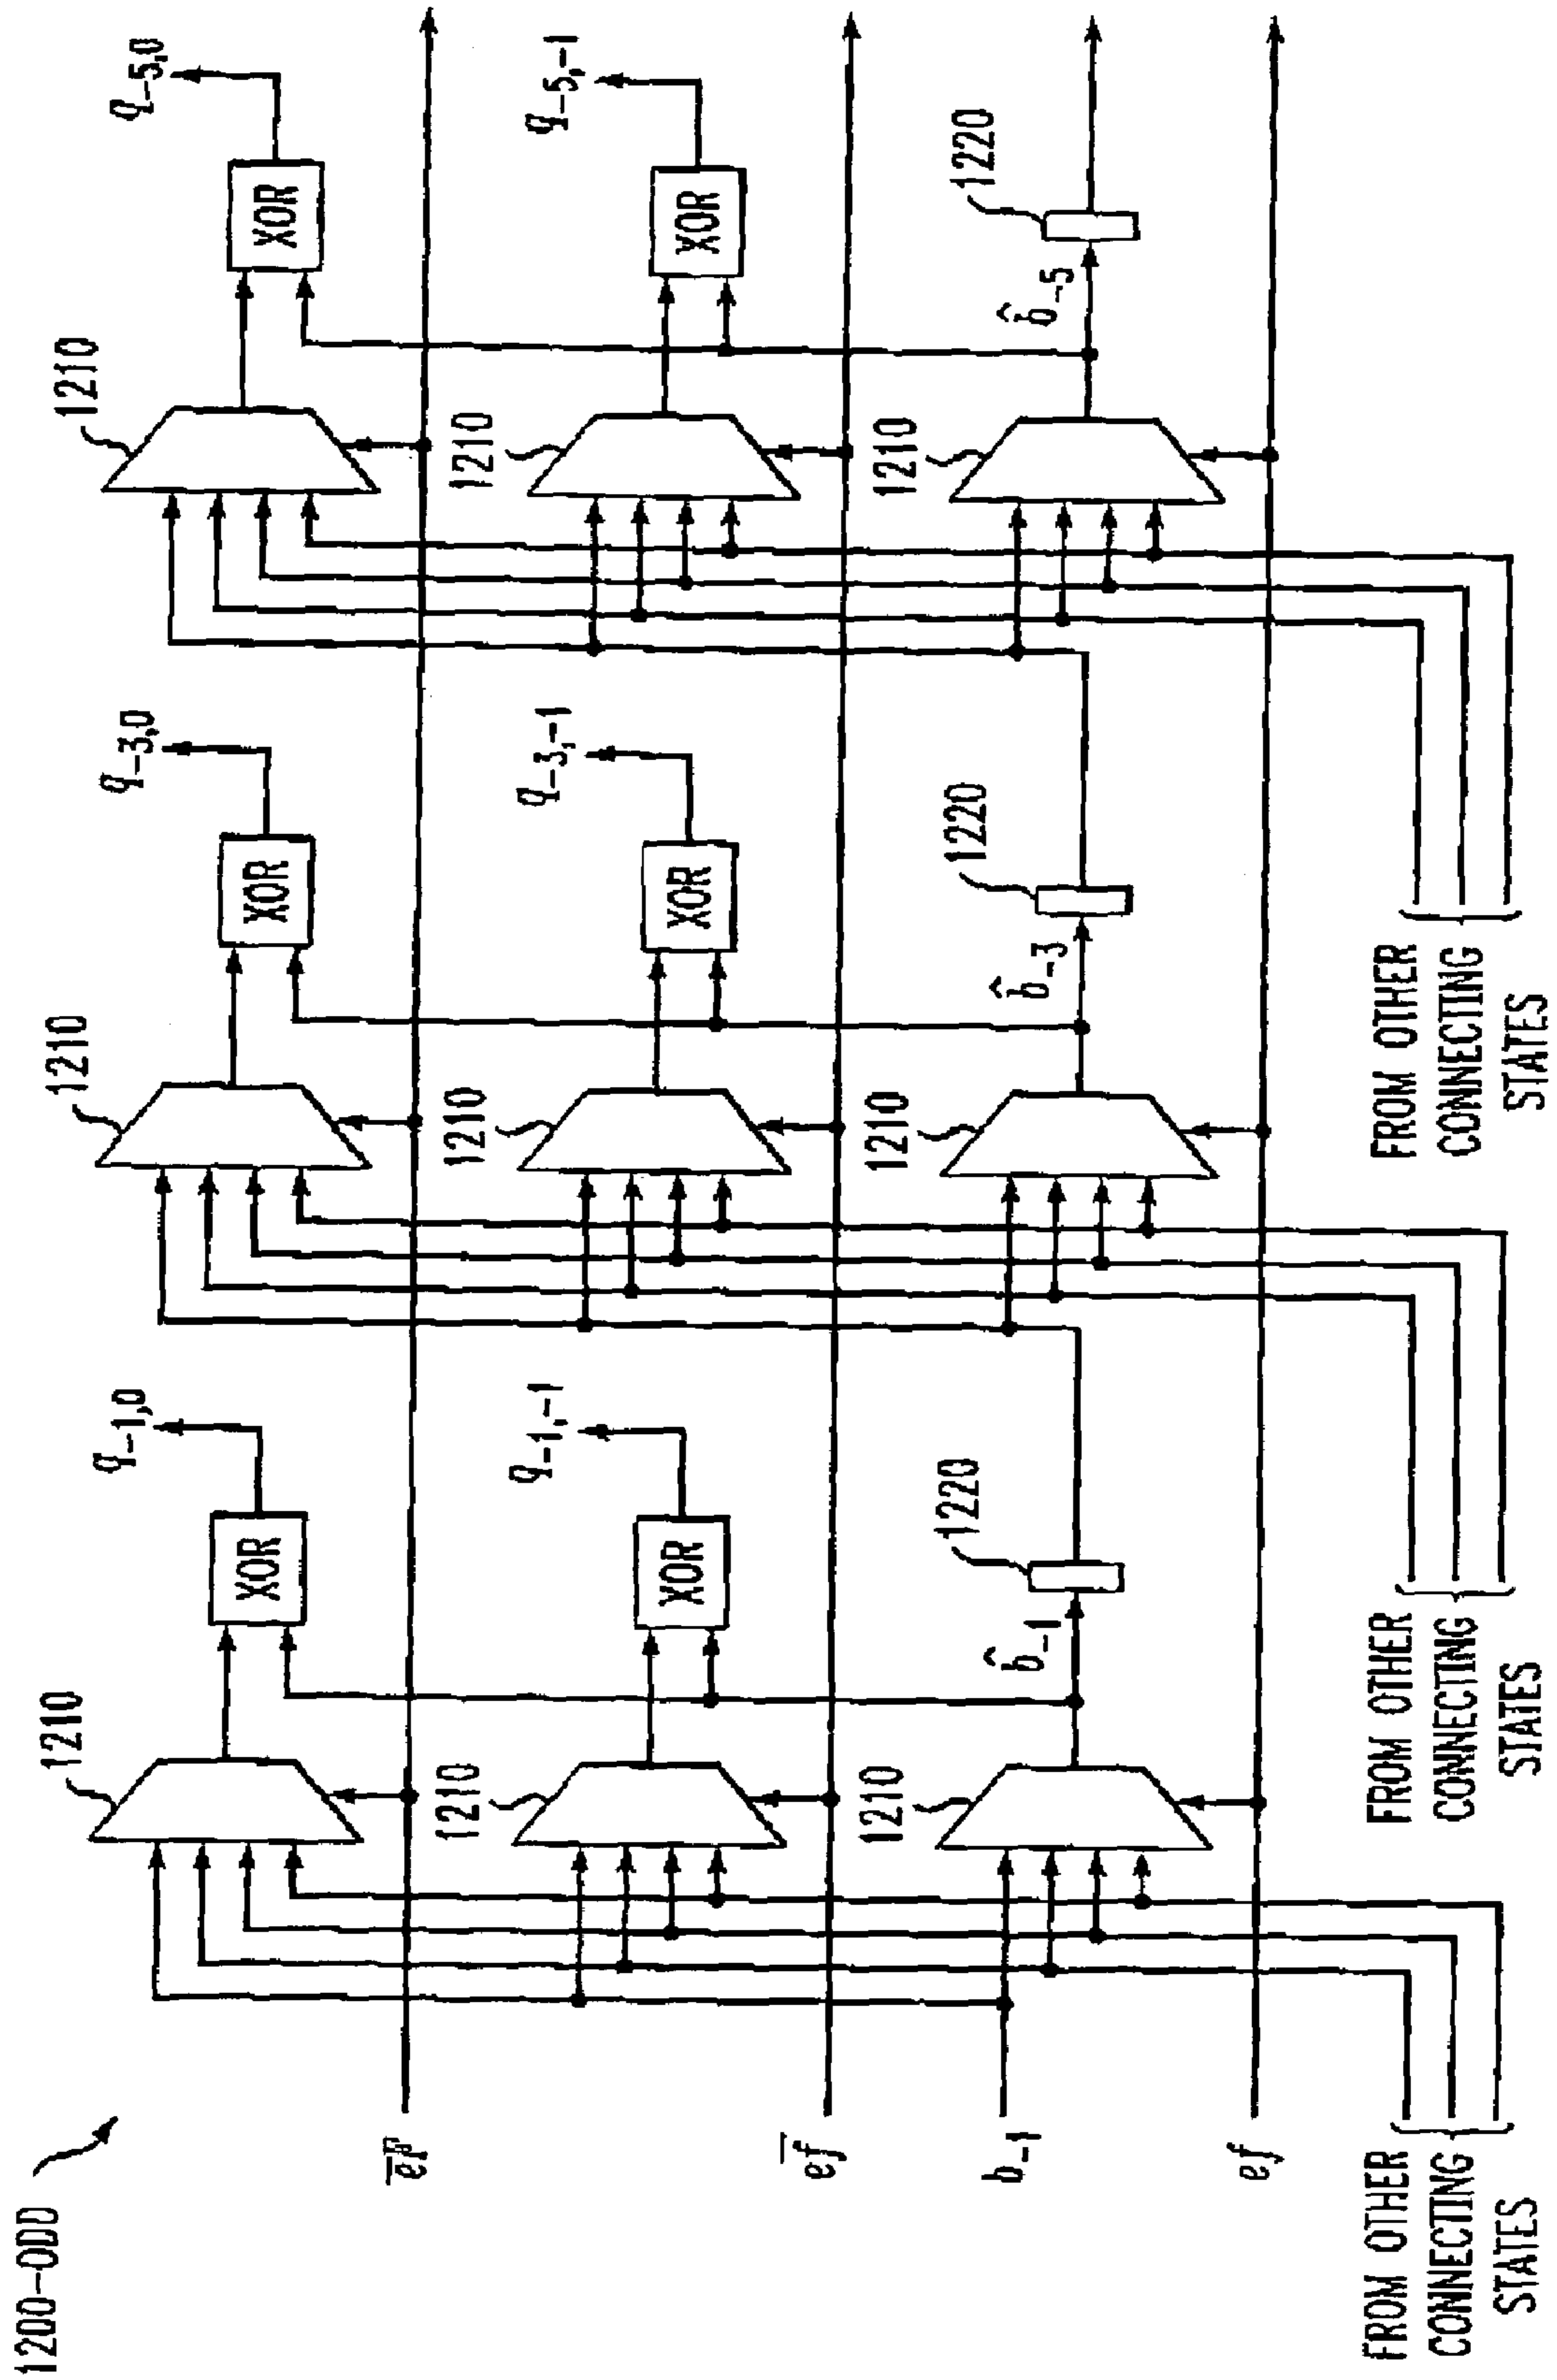 1200-ODD
1210
q₋₁,₀
1210
q₋₃,₀
1210
q₋₅,₀
XOR
XOR
XOR
e̅F̅
1210
q₋₁,₋₁
1210
q₋₃,₋₁
1210
q₋₅,₋₁
XOR
XOR
XOR
e̅f̅
1210
1220
1210
1220
1210
1220
b₋₁
b̂₋₁
b̂₋₃
b̂₋₅
ef
FROM OTHER
CONNECTING
STATES
FROM OTHER
CONNECTING
STATES
FROM OTHER
CONNECTING
STATES